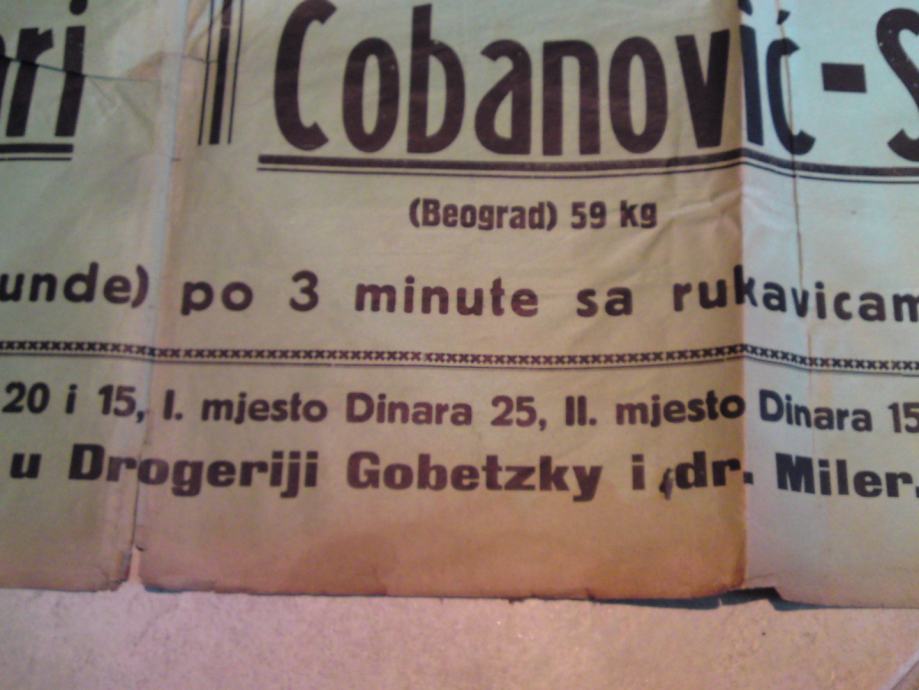 ri Cobanović-S
(Beograd) 59 kg
unde) po 3 minute sa rukavicam
20 i 15, I. mjesto Dinara 25, II. mjesto Dinara 15
u Drogeriji Gobetzky i dr. Miler.